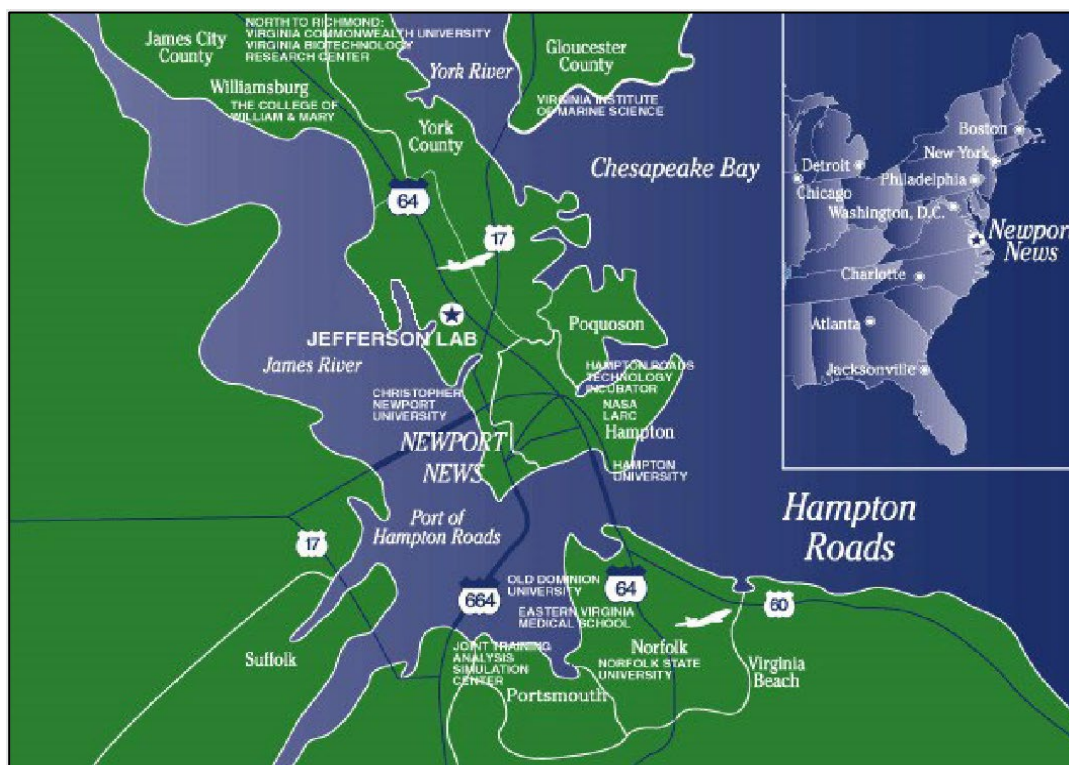 NORTH TO RICHMOND:
VIRGINIA COMMONWEALTH UNIVERSITY
VIRGINIA BIOTECHNOLOGY
RESEARCH CENTER
James City
County
Williamsburg
THE COLLEGE OF
WILLIAM & MARY
York River
Gloucester
County
VIRGINIA INSTITUTE
OF MARINE SCIENCE
York
County
Chesapeake Bay
64
17
JEFFERSON LAB
James River
Poquoson
HAMPTON ROADS
TECHNOLOGY
INCUBATOR
NASA
LARC
Hampton
CHRISTOPHER
NEWPORT
UNIVERSITY
NEWPORT
NEWS
HAMPTON
UNIVERSITY
Port of
Hampton Roads
Hampton
Roads
17
664
OLD DOMINION
UNIVERSITY
64
60
EASTERN VIRGINIA
MEDICAL SCHOOL
JOINT TRAINING
ANALYSIS
SIMULATION
CENTER
Suffolk
Norfolk
NORFOLK STATE
UNIVERSITY
Portsmouth
Virginia
Beach
Boston
New York
Detroit
Philadelphia
Chicago
Washington, D.C.
Newport
News
Charlotte
Atlanta
Jacksonville